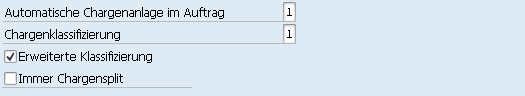 Automatische Chargenanlage im Auftrag 1
Chargenklassifizierung 1
Erweiterte Klassifizierung
Immer Chargensplit